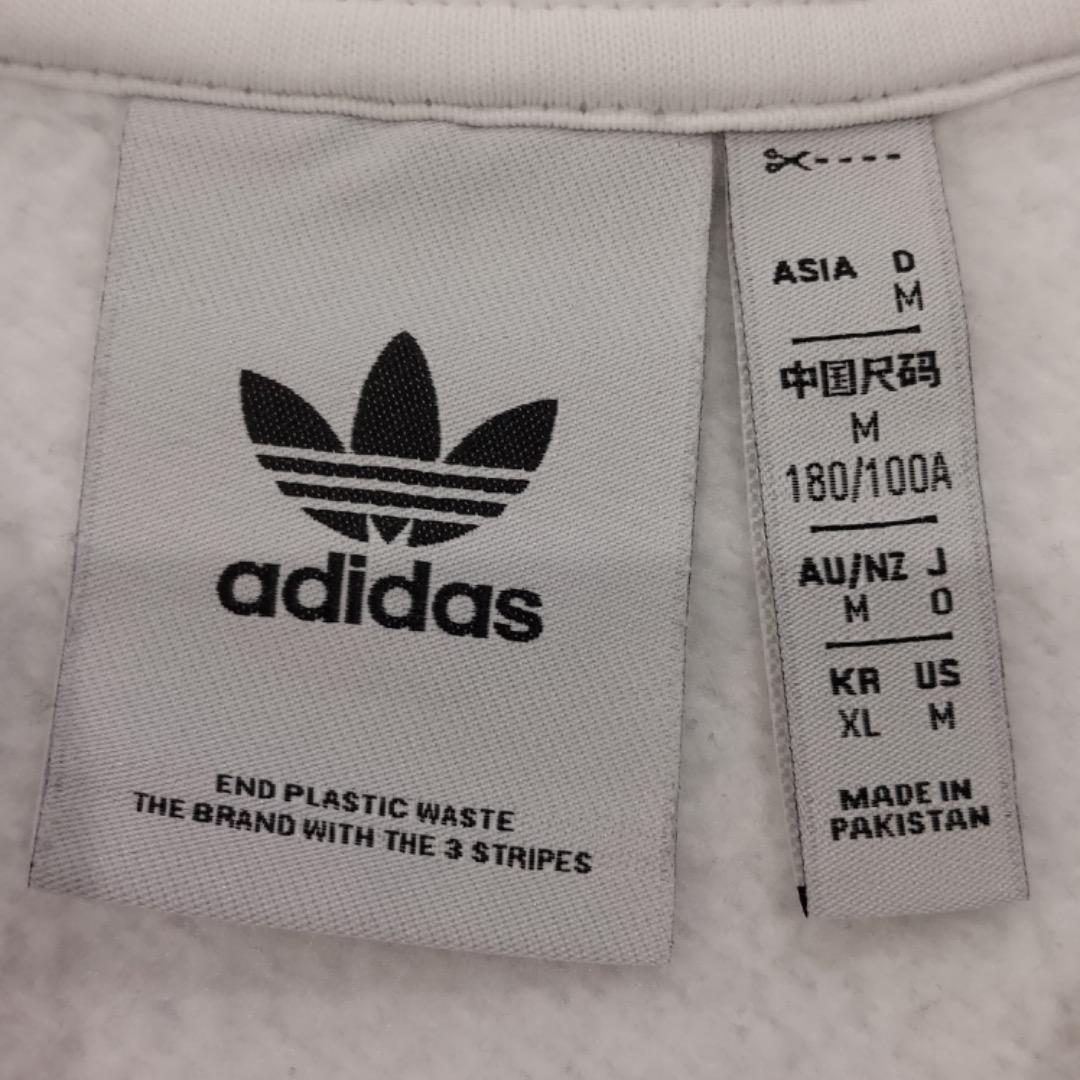 adidas
END PLASTIC WASTE
THE BRAND WITH THE 3 STRIPES
ASIA D
M
中国尺码
M
180/100A
AU/NZ J
M O
KR US
XL M
MADE IN
PAKISTAN